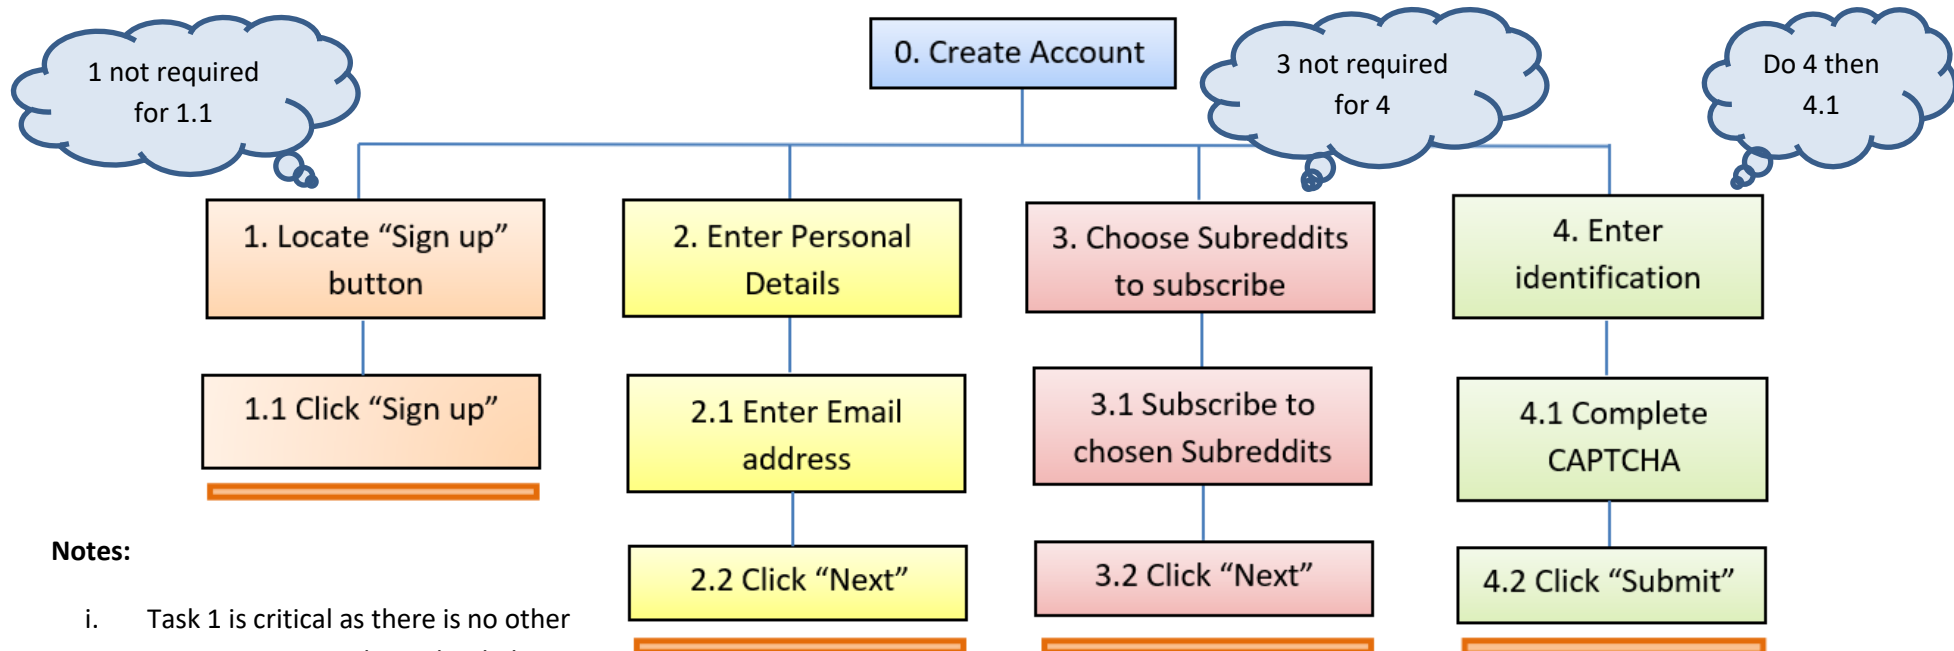 1 not required
for 1.1
0. Create Account
3 not required
for 4
Do 4 then
4.1
1. Locate “Sign up”
button
2. Enter Personal
Details
3. Choose Subreddits
to subscribe
4. Enter
identification
1.1 Click “Sign up”
2.1 Enter Email
address
3.1 Subscribe to
chosen Subreddits
4.1 Complete
CAPTCHA
2.2 Click “Next”
3.2 Click “Next”
4.2 Click “Submit”
Notes:
i. Task 1 is critical as there is no other